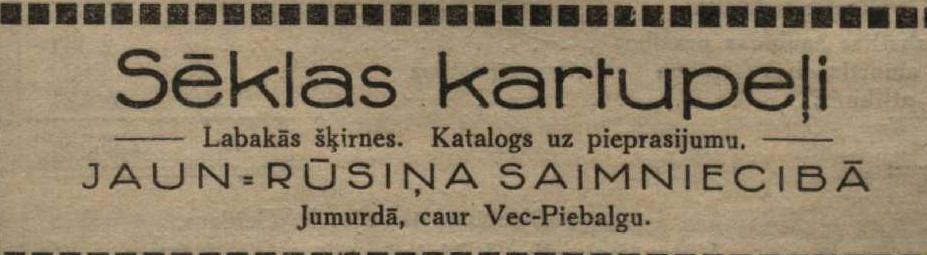 Sēklas kartupeļi
Labakās šķirnes. Katalogs uz pieprasijumu.
JAUN=RŪSIŅA SAIMNIECIBĀ
Jumurdā, caur Vec-Piebalgu.